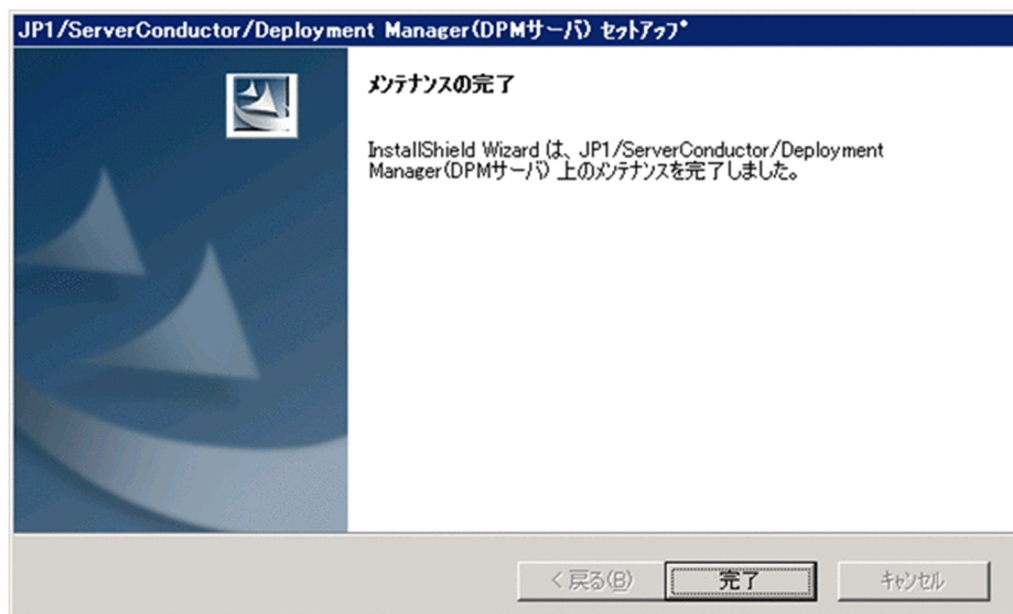 JP1/ServerConductor/Deployment Manager(DPMサーバ) ｾｯﾄｱｯﾌﾟ
メンテナンスの完了
InstallShield Wizard は、JP1/ServerConductor/Deployment
Manager(DPMサーバ) 上のメンテナンスを完了しました。
< 戻る(B) 完了 キャンセル